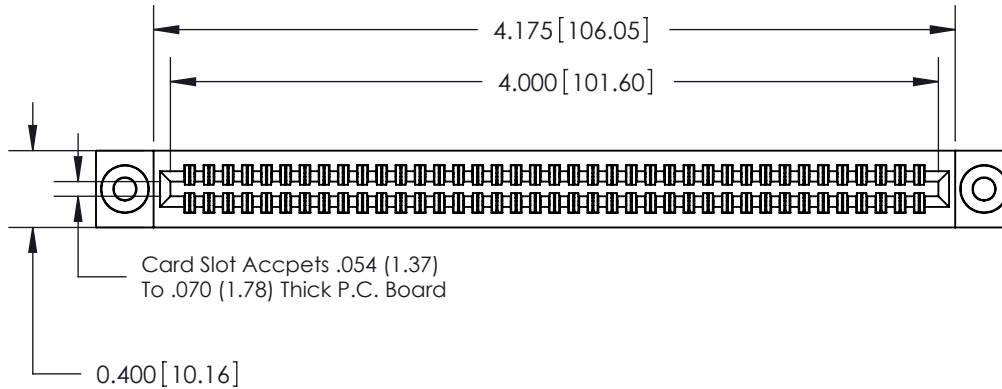 4.175[106.05]
4.000[101.60]
Card Slot Accpets .054 (1.37)
To .070 (1.78) Thick P.C. Board
0.400[10.16]